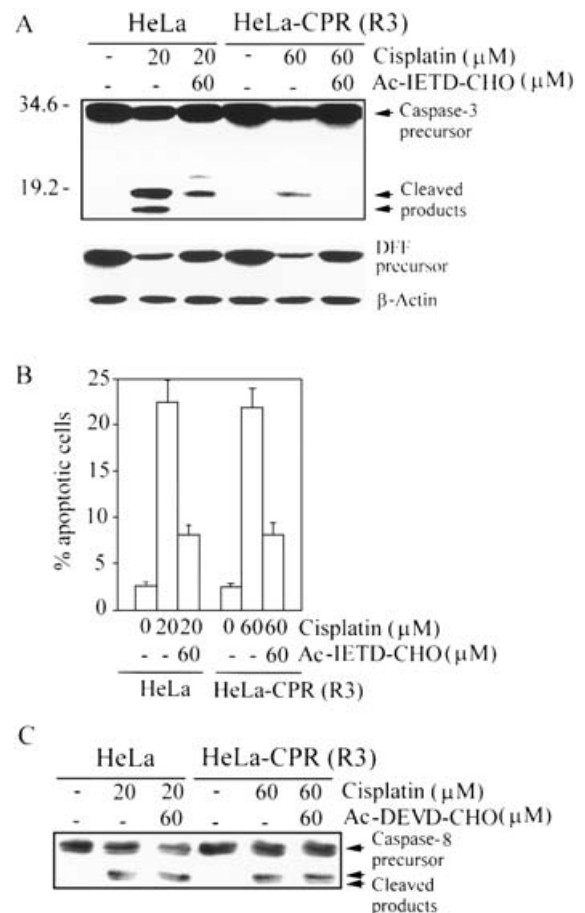 A
HeLa HeLa-CPR (R3)
- 20 20 - 60 60 Cisplatin (μM)
- - 60 - - 60 Ac-IETD-CHO (μM)
34.6 - Caspase-3
precursor
19.2 - Cleaved
products
DFF
precursor
β-Actin
B
% apoptotic cells
25
20
15
10
5
0
0 20 20 0 60 60 Cisplatin (μM)
- - 60 - - 60 Ac-IETD-CHO (μM)
HeLa HeLa-CPR (R3)
C
HeLa HeLa-CPR (R3)
- 20 20 - 60 60 Cisplatin (μM)
- - 60 - - 60 Ac-DEVD-CHO(μM)
Caspase-8
precursor
Cleaved
products